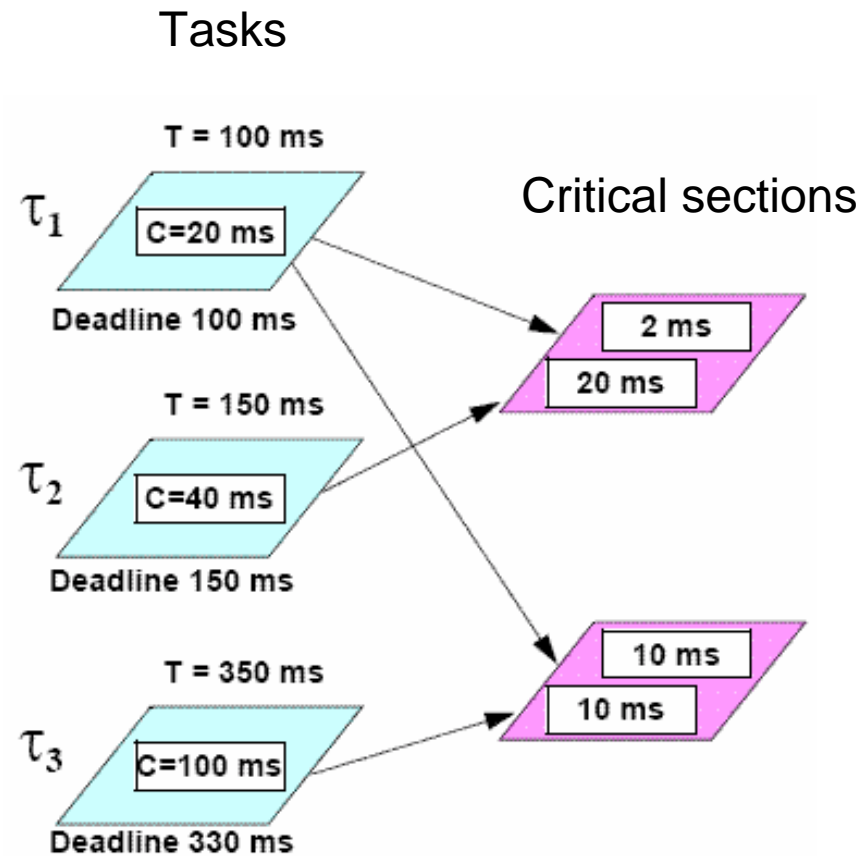 Tasks
T = 100 ms
τ1
C=20 ms
Deadline 100 ms
T = 150 ms
τ2
C=40 ms
Deadline 150 ms
T = 350 ms
τ3
C=100 ms
Deadline 330 ms
Critical sections
2 ms
20 ms
10 ms
10 ms